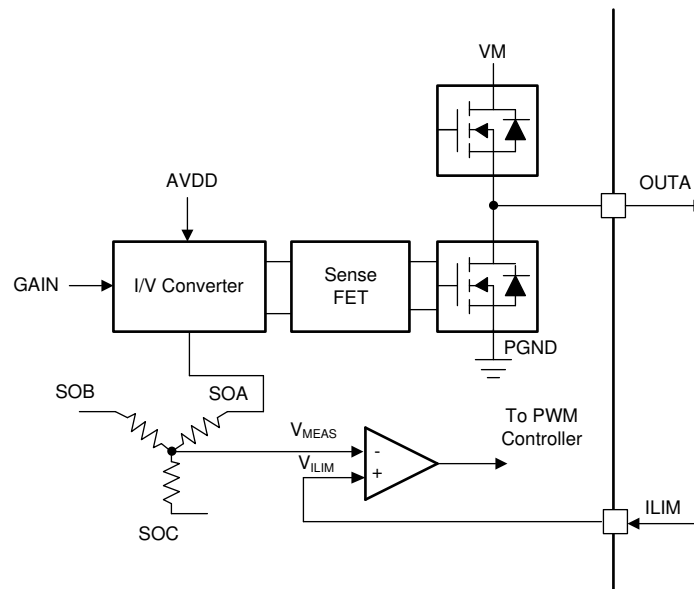 VM
AVDD
OUTA
GAIN
I/V Converter
Sense
FET
PGND
SOB
SOA
VMEAS
To PWM
Controller
-
VILIM
+
ILIM
SOC